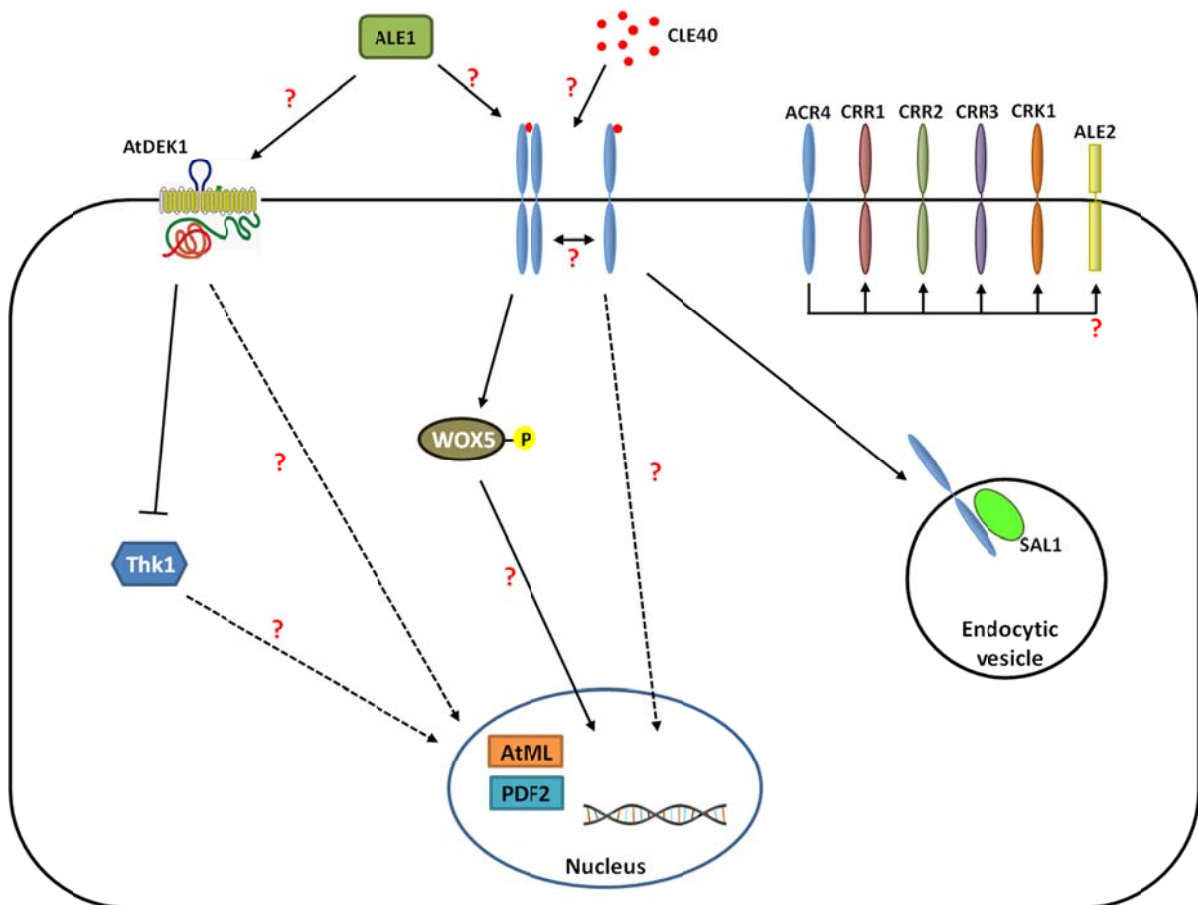 ALE1
CLE40
?
?
?
AtDEK1
ACR4
CRR1
CRR2
CRR3
CRK1
ALE2
?
?
WOX5
P
?
?
Thk1
?
?
SAL1
Endocytic
vesicle
AtML
PDF2
Nucleus